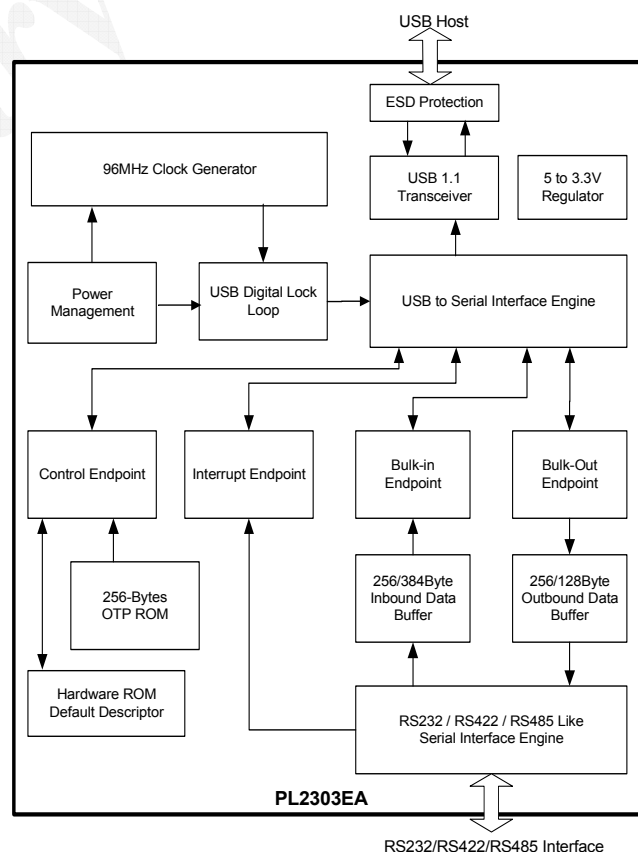 USB Host
ESD Protection
96MHz Clock Generator
USB 1.1
Transceiver
5 to 3.3V
Regulator
Power
Management
USB Digital Lock
Loop
USB to Serial Interface Engine
Control Endpoint
Interrupt Endpoint
Bulk-in
Endpoint
Bulk-Out
Endpoint
256-Bytes
OTP ROM
256/384Byte
Inbound Data
Buffer
256/128Byte
Outbound Data
Buffer
Hardware ROM
Default Descriptor
RS232 / RS422 / RS485 Like
Serial Interface Engine
PL2303EA
RS232/RS422/RS485 Interface